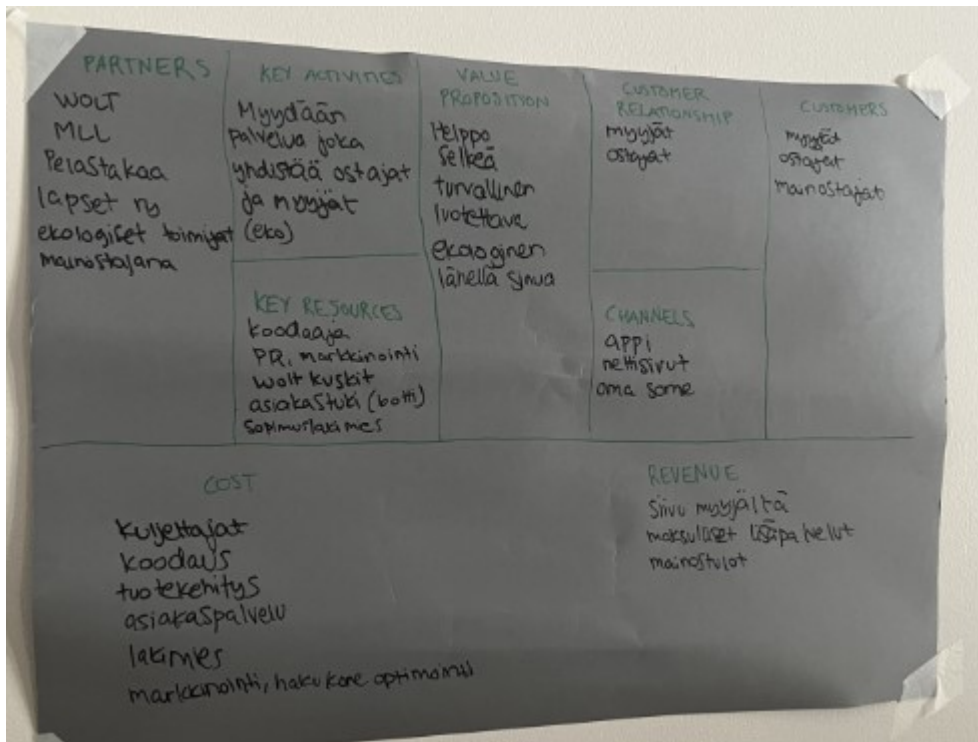 PARTNERS
WOLT
MLL
Pelastakaa
lapset ry
ekologiset toimijat
mainostajana
KEY ACTIVITIES
Myydään
palvelua joka
yhdistää ostajat
ja myyjät
(eko)
KEY RESOURCES
koodaaja
PR, markkinointi
wolt kuskit
asiakastuki (botti)
sopimuslakimies
VALUE
PROPOSITION
Helppo
selkeä
turvallinen
luotettava
ekologinen
lähellä sinua
CUSTOMER
RELATIONSHIP
myyjät
ostajat
CHANNELS
appi
nettisivut
oma some
CUSTOMERS
myyjät
ostajat
mainostajat
COST
kuljettajat
koodaus
tuotekehitys
asiakaspalvelu
lakimies
markkinointi, hakukone optimointi
REVENUE
Siivu myyjältä
maksulliset lisäpalvelut
mainostulot